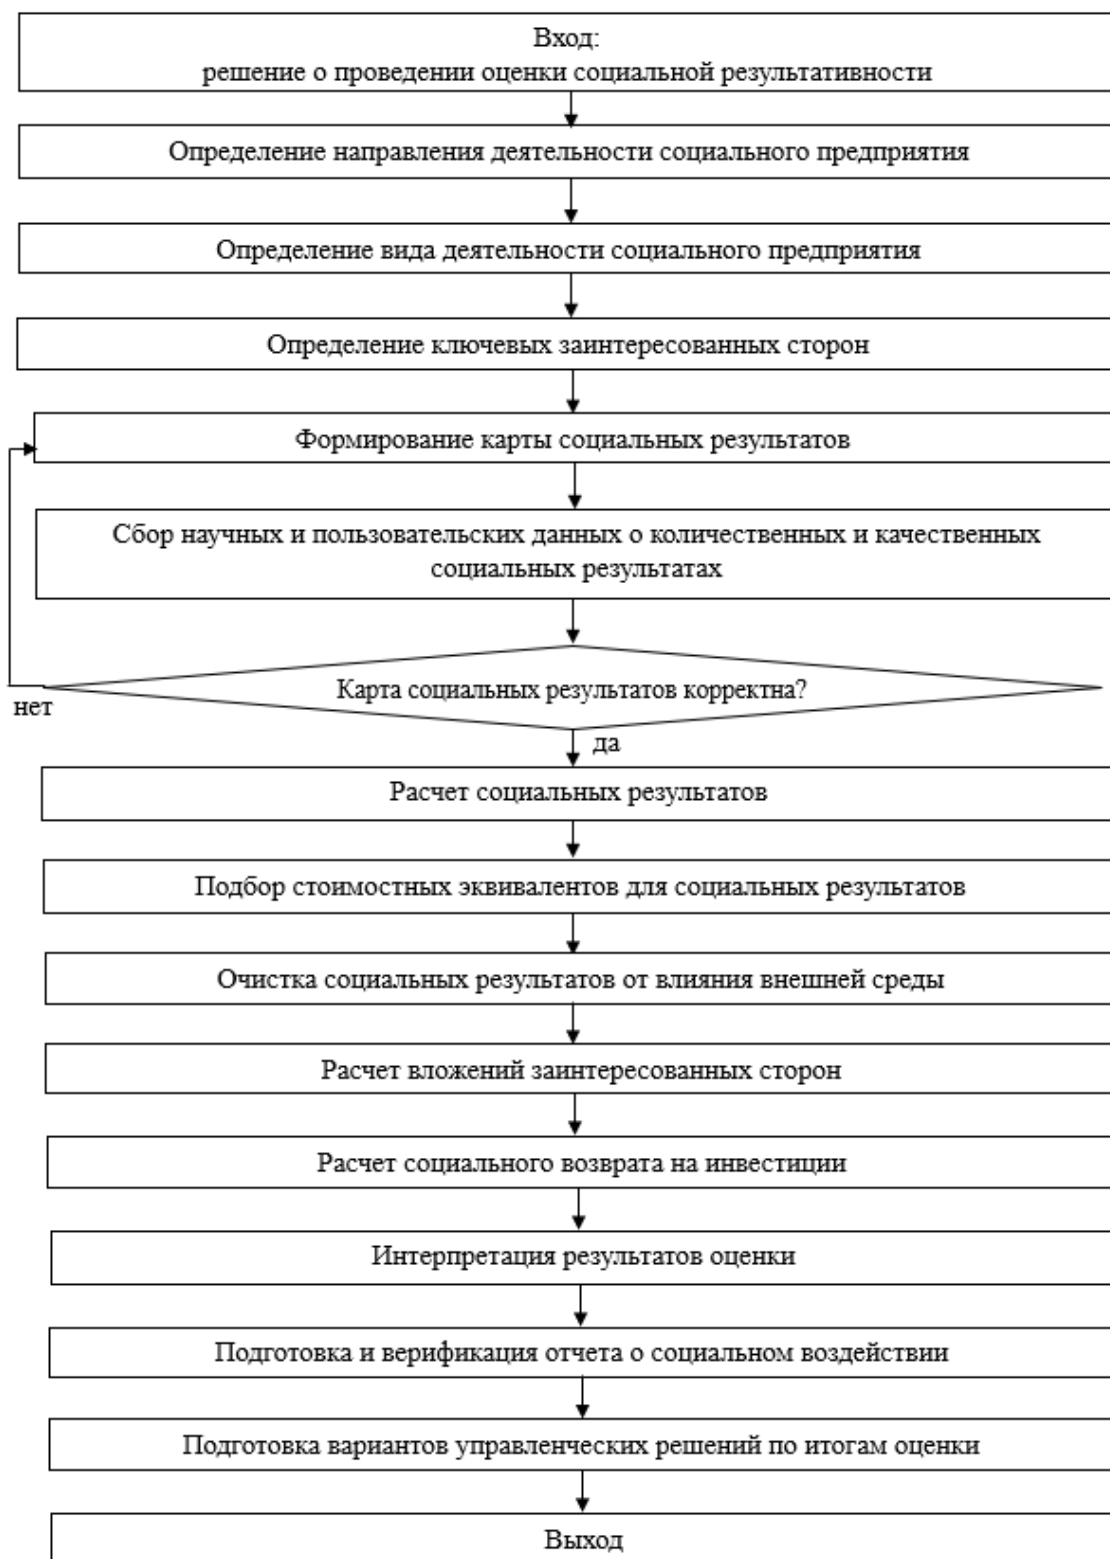 Вход:
решение о проведении оценки социальной результативности
Определение направления деятельности социального предприятия
Определение вида деятельности социального предприятия
Определение ключевых заинтересованных сторон
Формирование карты социальных результатов
Сбор научных и пользовательских данных о количественных и качественных
социальных результатах
Карта социальных результатов корректна?
нет
да
Расчет социальных результатов
Подбор стоимостных эквивалентов для социальных результатов
Очистка социальных результатов от влияния внешней среды
Расчет вложений заинтересованных сторон
Расчет социального возврата на инвестиции
Интерпретация результатов оценки
Подготовка и верификация отчета о социальном воздействии
Подготовка вариантов управленческих решений по итогам оценки
Выход